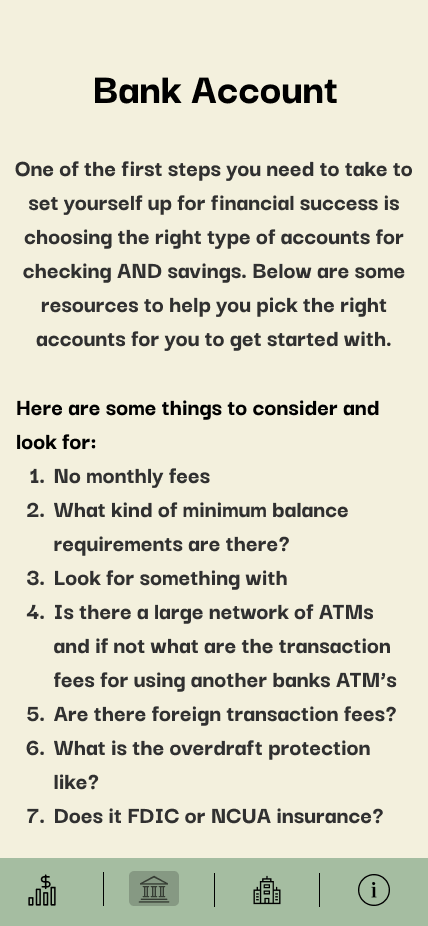 Bank Account
One of the first steps you need to take to
set yourself up for financial success is
choosing the right type of accounts for
checking AND savings. Below are some
resources to help you pick the right
accounts for you to get started with.
Here are some things to consider and
look for:
1. No monthly fees
2. What kind of minimum balance
requirements are there?
3. Look for something with
4. Is there a large network of ATMs
and if not what are the transaction
fees for using another banks ATM's
5. Are there foreign transaction fees?
6. What is the overdraft protection
like?
7. Does it FDIC or NCUA insurance?